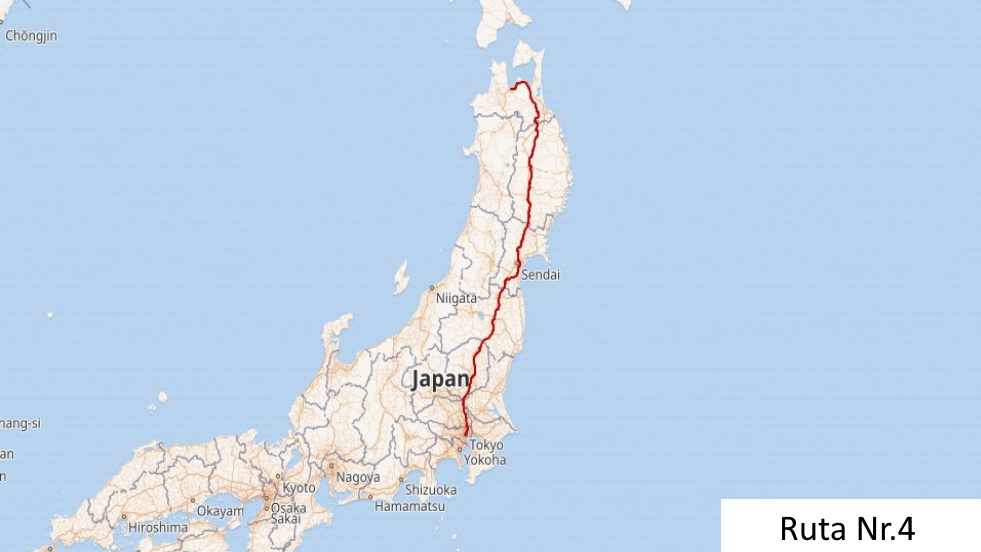 Chŏngjin
Sendai
Niigata
Japan
hang-si
Tokyo
Yokoha
an
n
Nagoya
Kyoto
Shizuoka
Okayam
Osaka
Hamamatsu
Sakai
Hiroshima
Ruta Nr.4